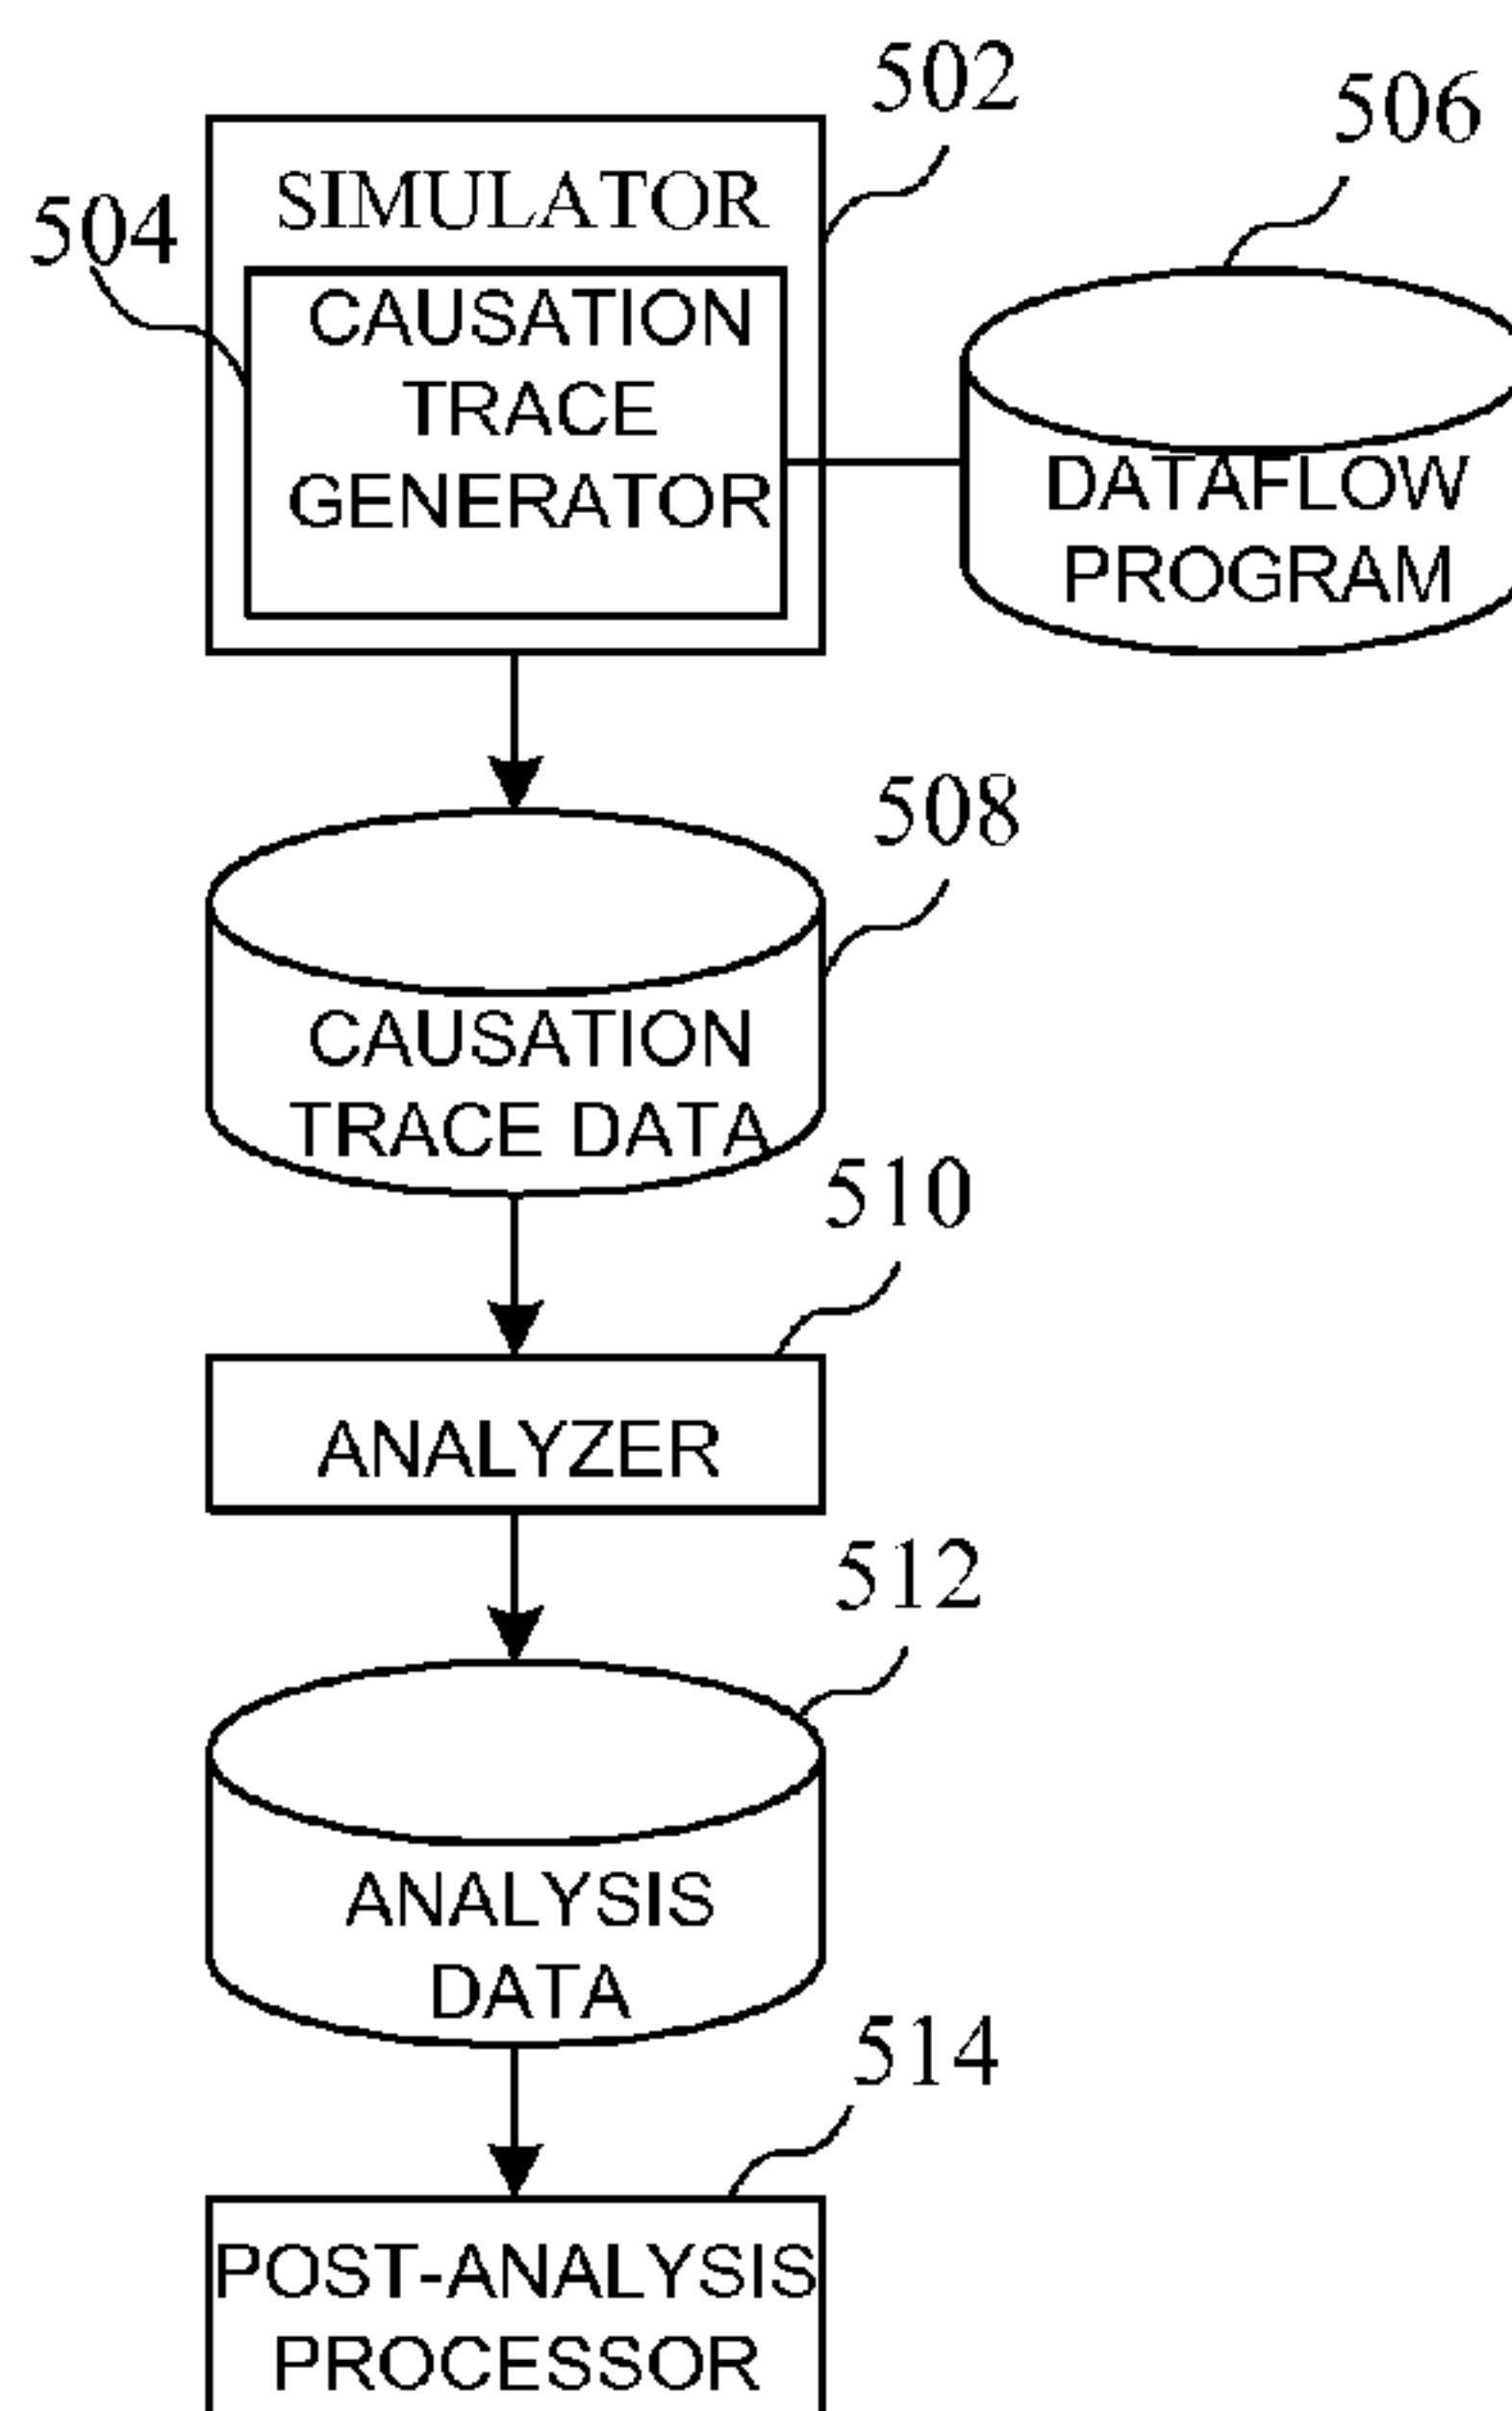 502
506
SIMULATOR
504
CAUSATION
TRACE
GENERATOR
DATAFLOW
PROGRAM
508
CAUSATION
TRACE DATA
510
ANALYZER
512
ANALYSIS
DATA
514
POST-ANALYSIS
PROCESSOR